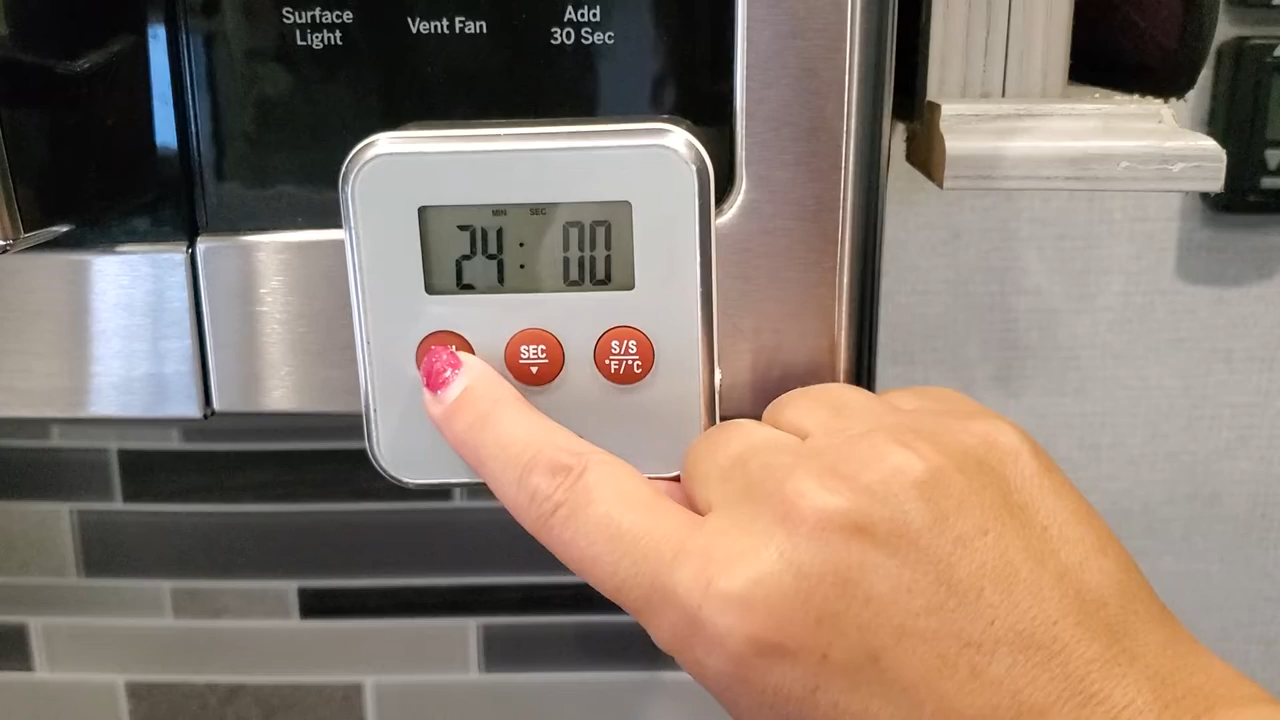 Surface
Light
Vent Fan
Add
30 Sec
MIN SEC
24: 00
SEC
▼
S/S
°F/°C